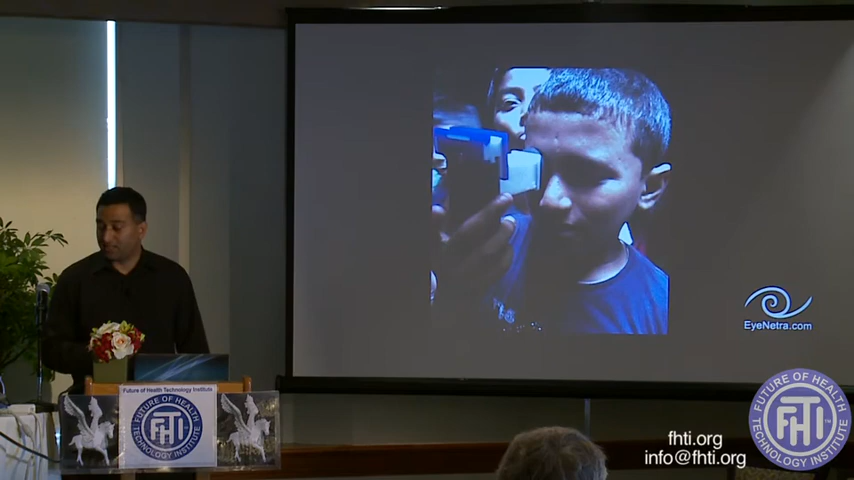 EyeNetra.com
Future of Health Technology Institute
FUTURE OF HEALTH
TECHNOLOGY INSTITUTE
FHTI
fhti.org
info@fhti.org
FUTURE OF HEALTH
TECHNOLOGY INSTITUTE
FHTI
TM